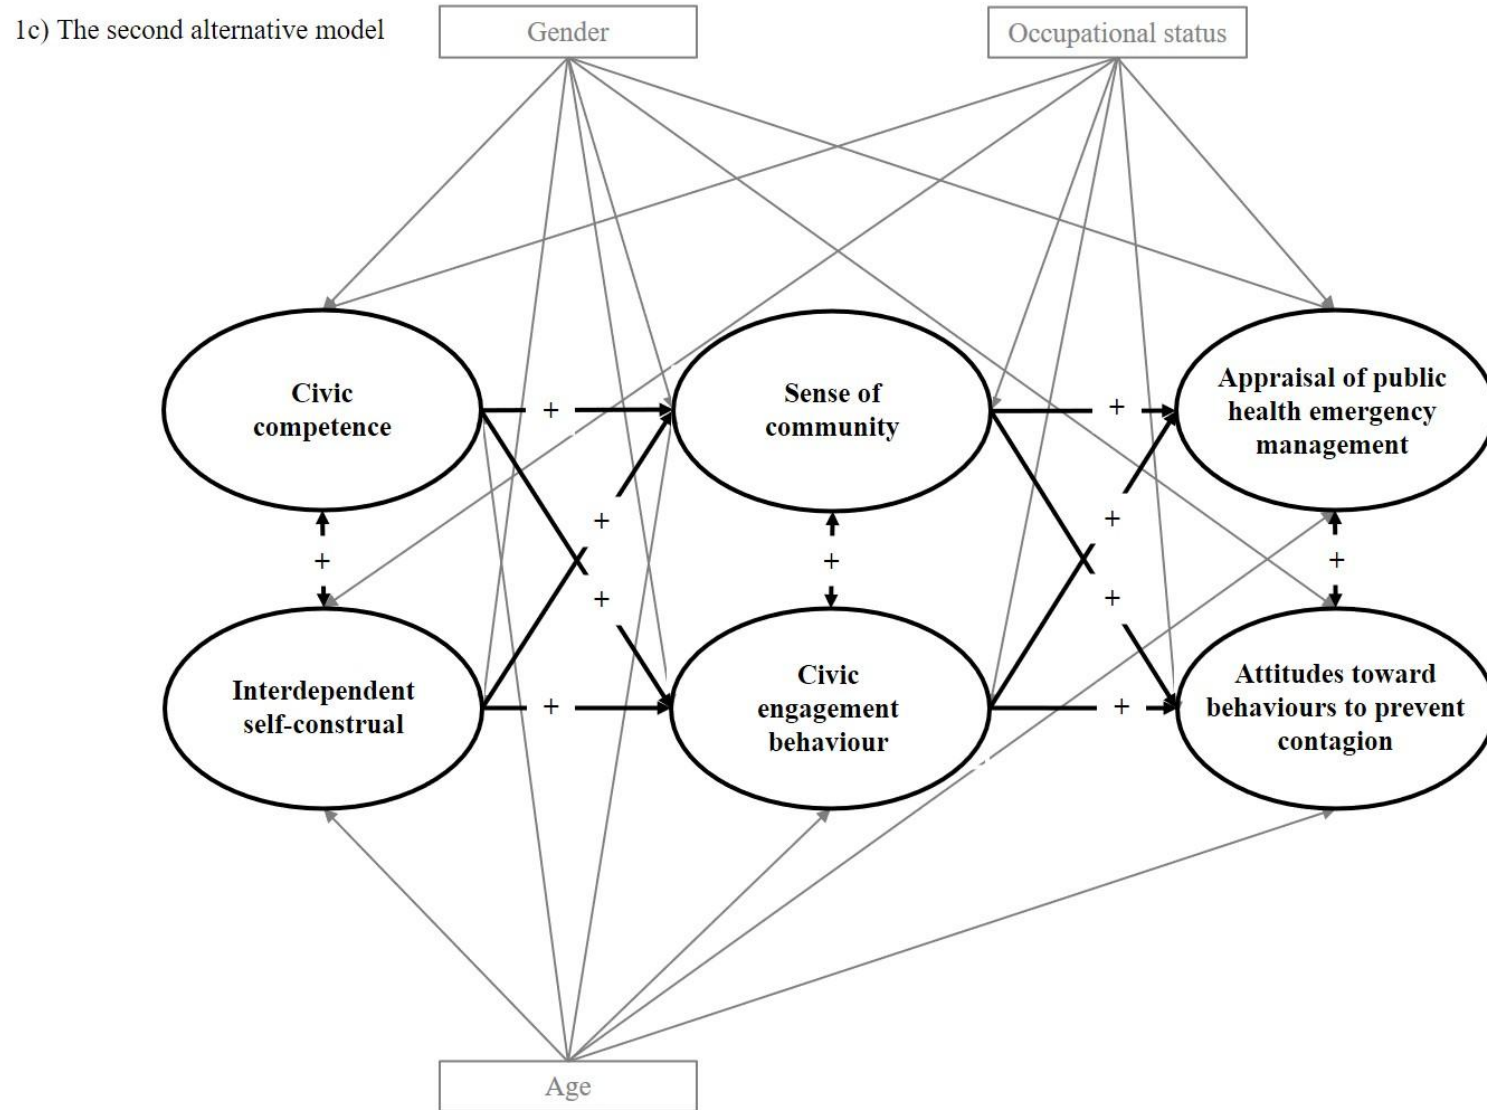 1c) The second alternative model
Gender
Occupational status
Civic
competence
+
Sense of
community
+
Appraisal of public
health emergency
management
+
+
+
+
+
+
+
Interdependent
self-construal
+
Civic
engagement
behaviour
+
Attitudes toward
behaviours to prevent
contagion
Age